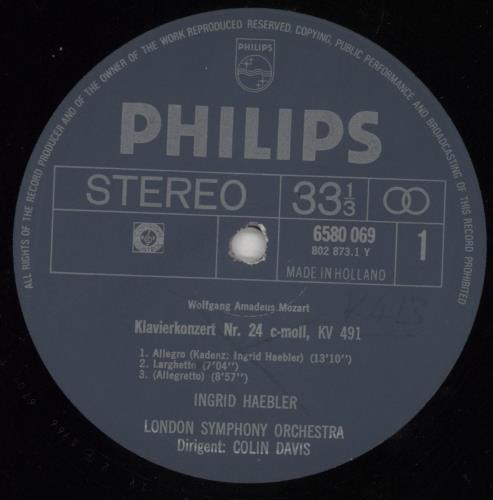 ALL RIGHTS OF THE RECORD PRODUCER AND OF THE OWNER OF THE WORK REPRODUCED RESERVED. COPYING, PUBLIC PERFORMANCE AND BROADCASTING OF THIS RECORD PROHIBITED
PHILIPS
PHILIPS
STEREO
33 1/3
6580 069
802 873.1 Y
1
MADE IN HOLLAND
Wolfgang Amadeus Mozart
Klavierkonzert Nr. 24 c-moll, KV 491
1. Allegro (Kadenz: Ingrid Haebler) (13'10'')
2. Larghetto (7'04'')
3. (Allegretto) (8'57'')
INGRID HAEBLER
LONDON SYMPHONY ORCHESTRA
Dirigent: COLIN DAVIS